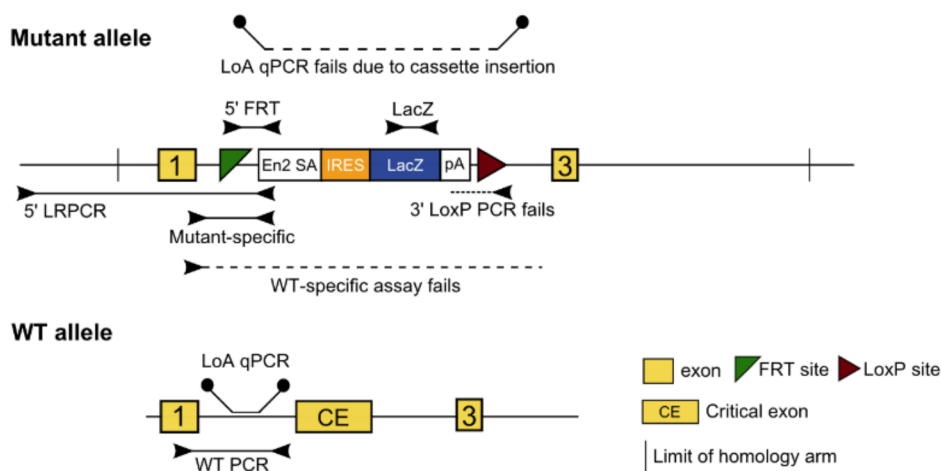 Mutant allele
LoA qPCR fails due to cassette insertion
5' FRT
LacZ
1
En2 SA
IRES
LacZ
pA
3
5' LRPCR
3' LoxP PCR fails
Mutant-specific
WT-specific assay fails
WT allele
LoA qPCR
1
CE
3
WT PCR
exon
FRT site
LoxP site
CE
Critical exon
Limit of homology arm